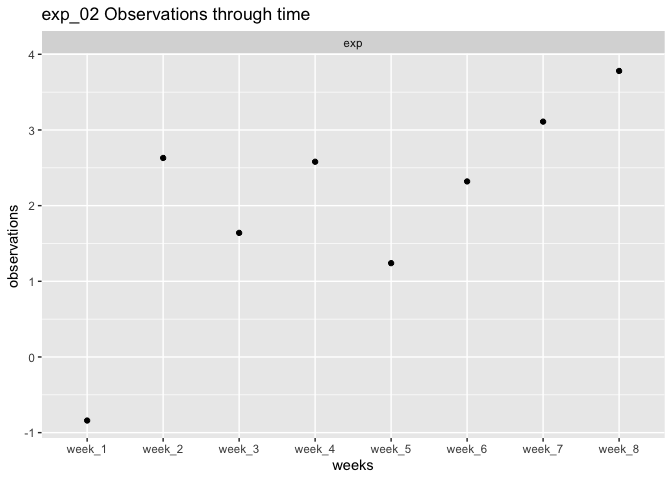 exp_02 Observations through time
exp
observations
4
3
2
1
0
-1
week_1 week_2 week_3 week_4 week_5 week_6 week_7 week_8
weeks